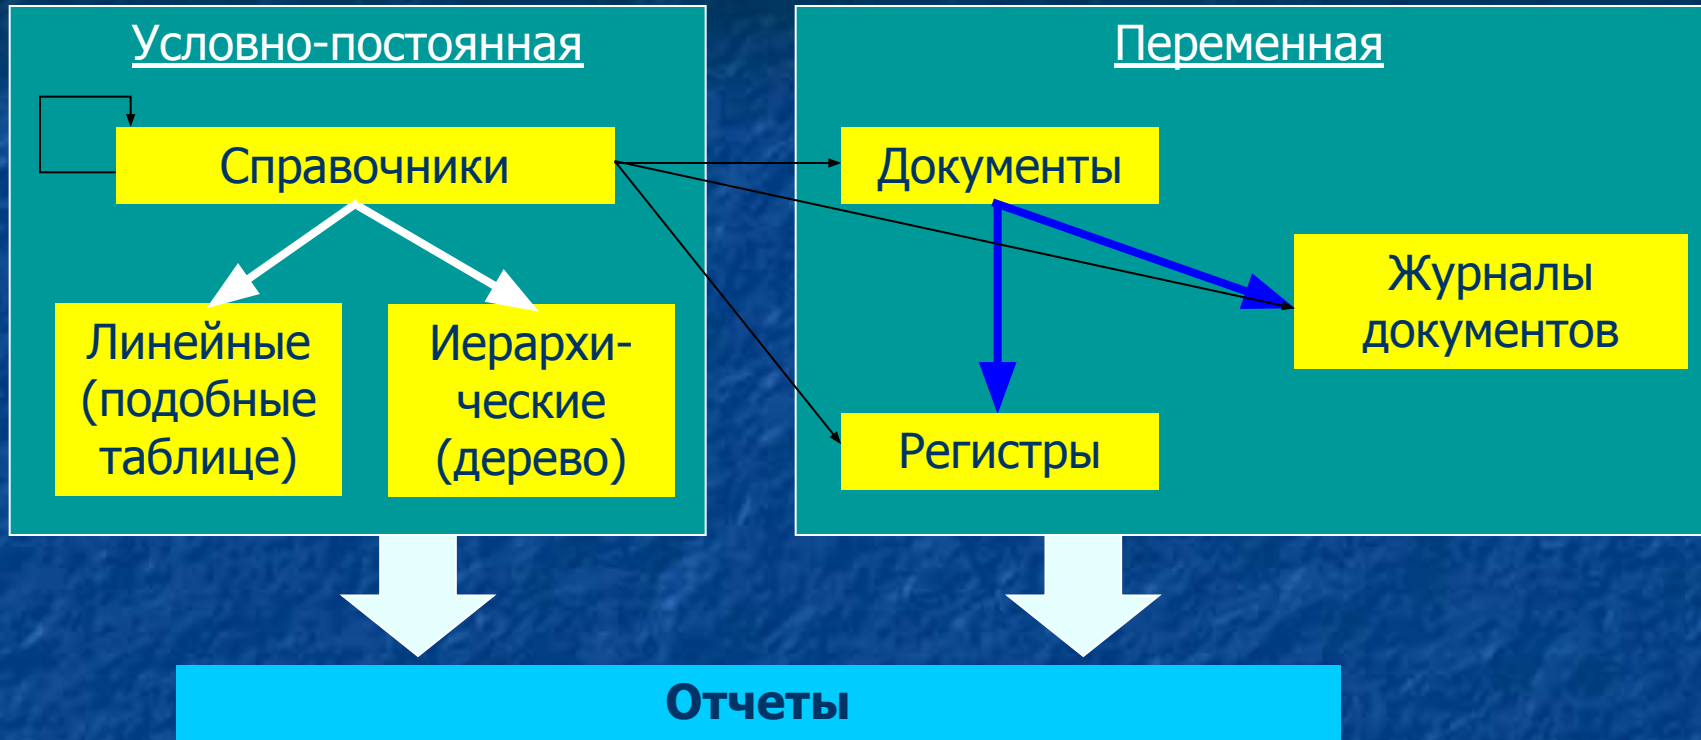 Условно-постоянная
Справочники
Линейные
(подобные
таблице)
Иерархи-
ческие
(дерево)
Переменная
Документы
Журналы
документов
Регистры
Отчеты